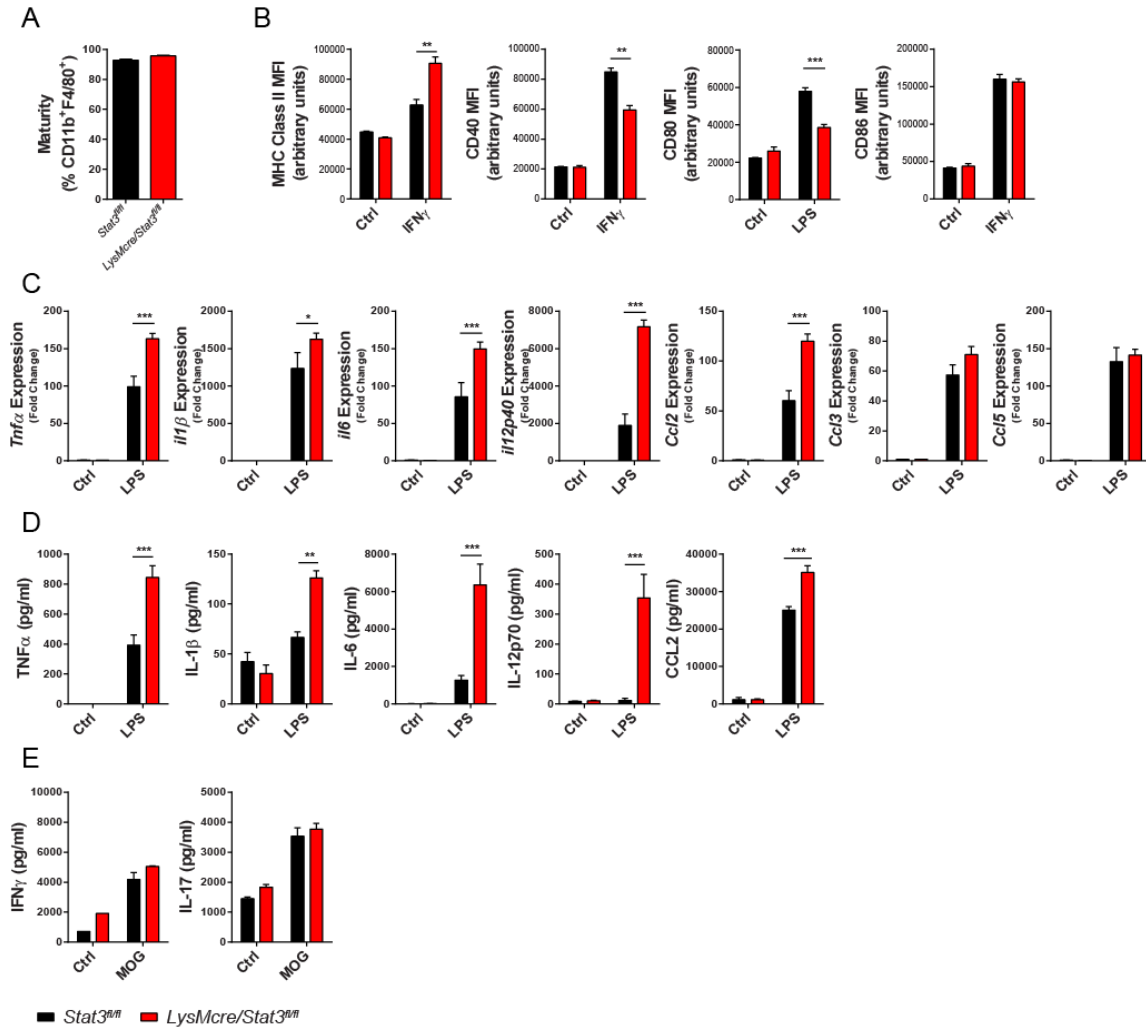 A
B
Maturity
(% CD11b⁺F4/80⁺)
100
80
60
40
20
0
Stat3fl/fl
LysMcre/Stat3fl/fl
MHC Class II MFI
(arbitrary units)
100000
80000
60000
40000
20000
0
**
Ctrl
IFNγ
CD40 MFI
(arbitrary units)
100000
80000
60000
40000
20000
0
**
Ctrl
IFNγ
CD80 MFI
(arbitrary units)
80000
60000
40000
20000
0
***
Ctrl
LPS
CD86 MFI
(arbitrary units)
200000
150000
100000
50000
0
Ctrl
IFNγ
C
Tnfα Expression
(Fold Change)
200
150
100
50
0
***
Ctrl
LPS
il1β Expression
(Fold Change)
2000
1500
1000
500
0
*
Ctrl
LPS
il6 Expression
(Fold Change)
200
150
100
50
0
***
Ctrl
LPS
il12p40 Expression
(Fold Change)
8000
6000
4000
2000
0
***
Ctrl
LPS
Ccl2 Expression
(Fold Change)
150
100
50
0
***
Ctrl
LPS
Ccl3 Expression
(Fold Change)
100
80
60
40
20
0
Ctrl
LPS
Ccl5 Expression
(Fold Change)
200
150
100
50
0
Ctrl
LPS
D
TNFα (pg/ml)
1000
800
600
400
200
0
***
Ctrl
LPS
IL-1β (pg/ml)
150
100
50
0
**
Ctrl
LPS
IL-6 (pg/ml)
8000
6000
4000
2000
0
***
Ctrl
LPS
IL-12p70 (pg/ml)
500
400
300
200
100
0
***
Ctrl
LPS
CCL2 (pg/ml)
40000
30000
20000
10000
0
***
Ctrl
LPS
E
IFNγ (pg/ml)
8000
6000
4000
2000
0
Ctrl
MOG
IL-17 (pg/ml)
5000
4000
3000
2000
1000
0
Ctrl
MOG
Stat3fl/fl
LysMcre/Stat3fl/fl